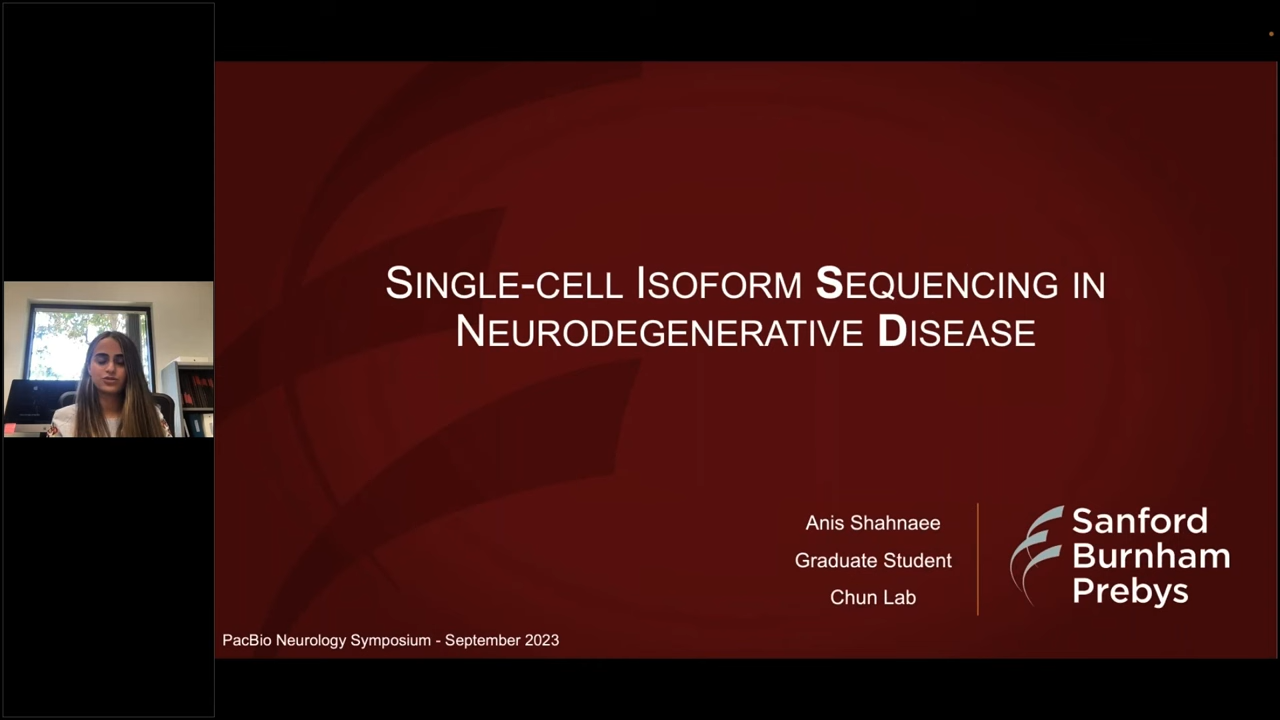 SINGLE-CELL ISOFORM SEQUENCING IN
NEURODEGENERATIVE DISEASE
Anis Shahnaee
Graduate Student
Chun Lab
Sanford
Burnham
Prebys
PacBio Neurology Symposium - September 2023